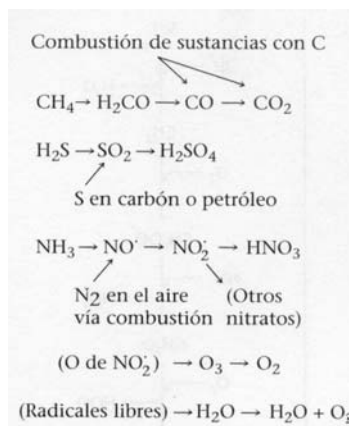 Combustión de sustancias con C
CH₄→ H₂CO → CO → CO₂
H₂S →SO₂ → H₂SO₄
S en carbón o petróleo
NH₃ → NO˙ → NO₂˙ → HNO₃
N2 en el aire (Otros
vía combustión nitratos)
(O de NO₂˙) → O₃ → O₂
(Radicales libres) →H₂O → H₂O + O₂